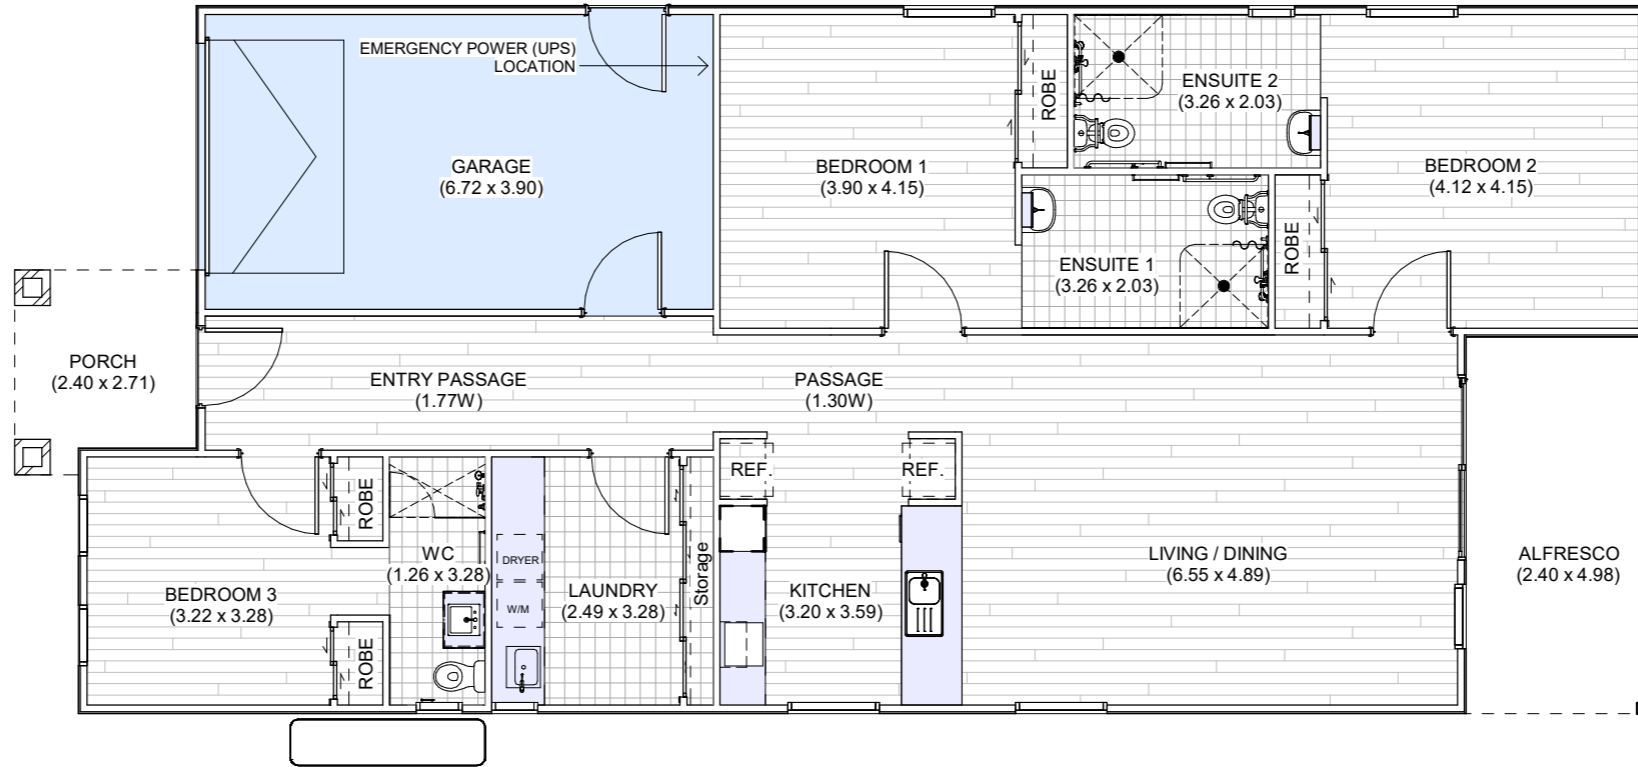 EMERGENCY POWER (UPS)
LOCATION
GARAGE
(6.72 x 3.90)
BEDROOM 1
(3.90 x 4.15)
ROBE
ENSUITE 2
(3.26 x 2.03)
BEDROOM 2
(4.12 x 4.15)
ENSUITE 1
(3.26 x 2.03)
ROBE
PORCH
(2.40 x 2.71)
ENTRY PASSAGE
(1.77W)
PASSAGE
(1.30W)
BEDROOM 3
(3.22 x 3.28)
ROBE
ROBE
WC
(1.26 x 3.28)
DRYER
W/M
LAUNDRY
(2.49 x 3.28)
Storage
REF.
REF.
KITCHEN
(3.20 x 3.59)
LIVING / DINING
(6.55 x 4.89)
ALFRESCO
(2.40 x 4.98)